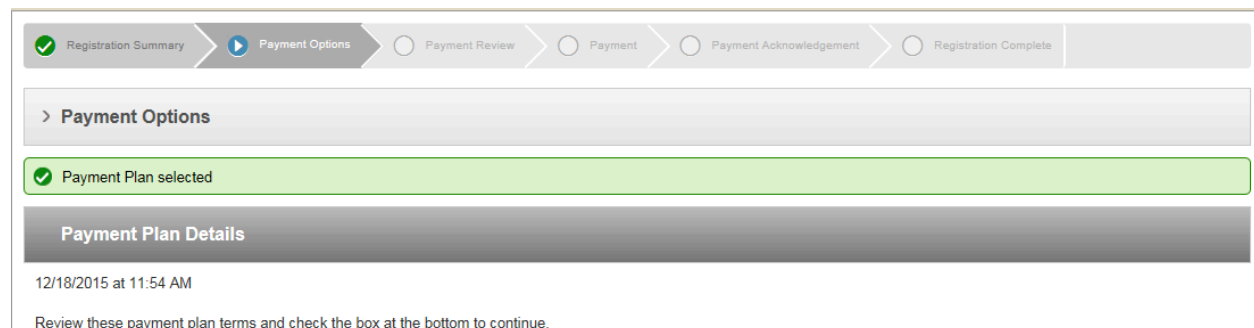 Registration Summary Payment Options Payment Review Payment Payment Acknowledgement Registration Complete
Payment Options
Payment Plan selected
Payment Plan Details
12/18/2015 at 11:54 AM
Review these payment plan terms and check the box at the bottom to continue.